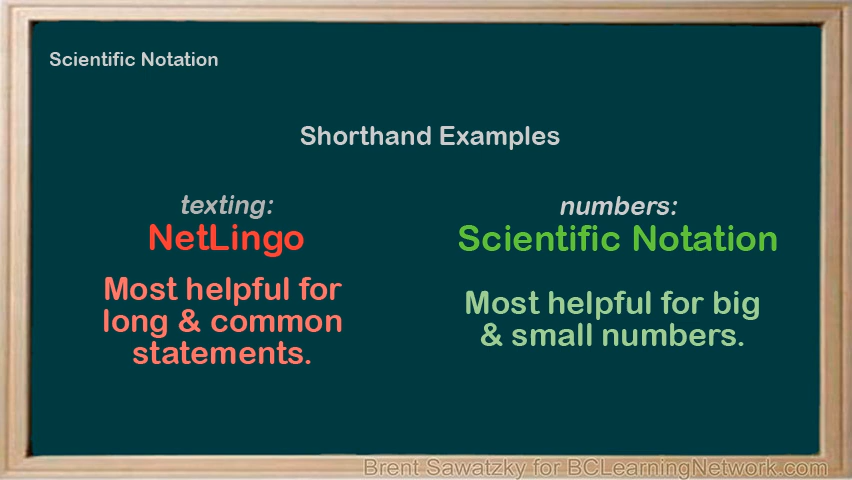 Scientific Notation
Shorthand Examples
texting:
NetLingo
Most helpful for
long & common
statements.
numbers:
Scientific Notation
Most helpful for big
& small numbers.
Brent Sawatzky for BCLearningNetwork.com